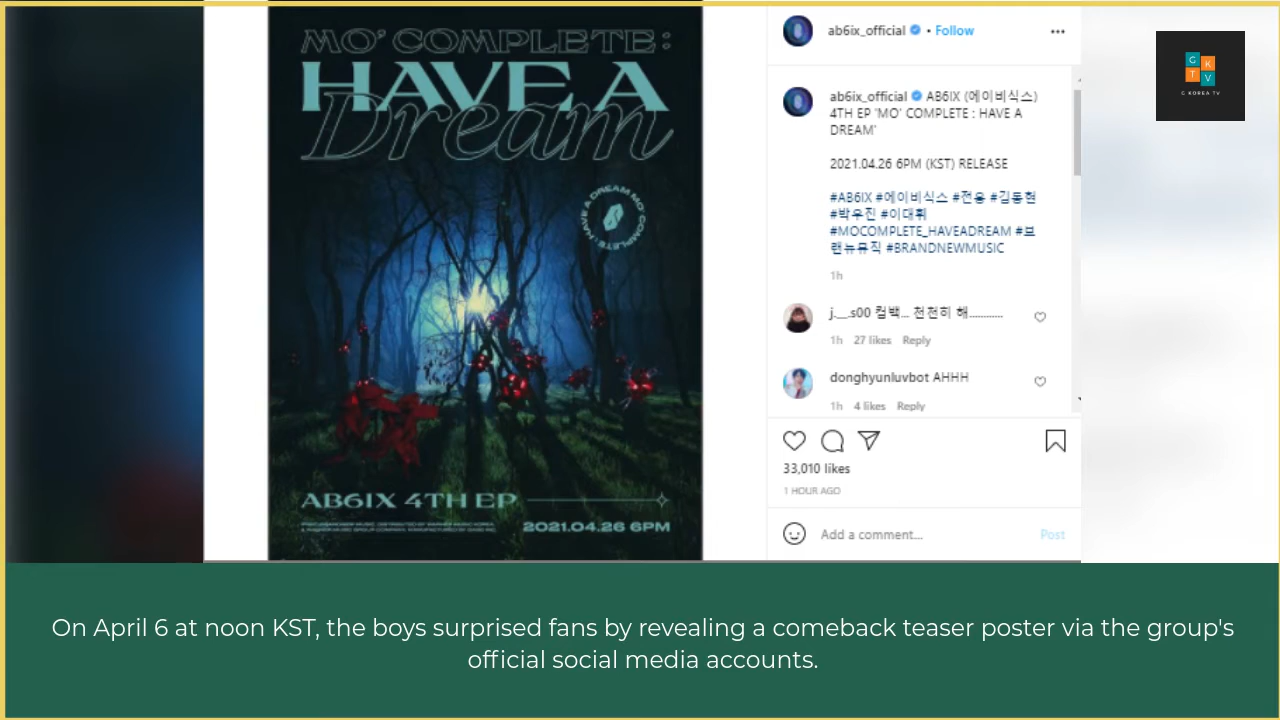 MO' COMPLETE:
HAVE A
Dream
HAVE A DREAM MO' COMPLETE:
AB6IX 4TH EP
2021.04.26 6PM
ab6ix_official • Follow
ab6ix_official AB6IX (에이비식스)
4TH EP 'MO' COMPLETE : HAVE A
DREAM'
2021.04.26 6PM (KST) RELEASE
#AB6IX #에이비식스 #전웅 #김동현
#박우진 #이대휘
#MOCOMPLETE_HAVEADREAM #브
랜뉴뮤직 #BRANDNEWMUSIC
1h
j.__.s00 컴백... 천천히 해............
1h 27 likes Reply
donghyunluvbot AHHH
1h 4 likes Reply
33,010 likes
1 HOUR AGO
Add a comment... Post
G K
T V
G KOREA TV
On April 6 at noon KST, the boys surprised fans by revealing a comeback teaser poster via the group's
official social media accounts.